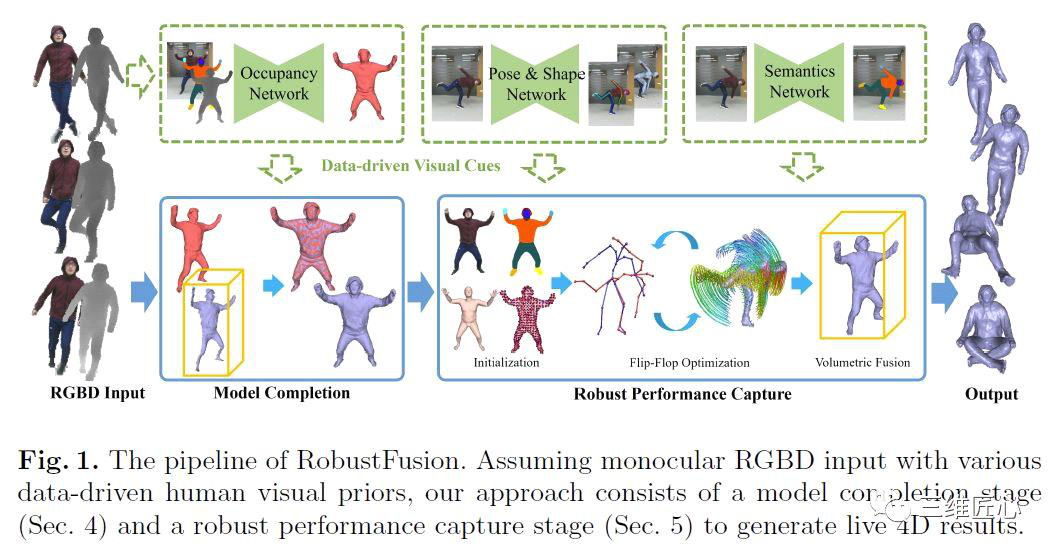 Occupancy
Network
Pose & Shape
Network
Semantics
Network
Data-driven Visual Cues
Initialization
Flip-Flop Optimization
Volumetric Fusion
RGBD Input
Model Completion
Robust Performance Capture
Output
Fig. 1. The pipeline of RobustFusion. Assuming monocular RGBD input with various
data-driven human visual priors, our approach consists of a model completion stage
(Sec. 4) and a robust performance capture stage (Sec. 5) to generate live 4D results.
三维匠心